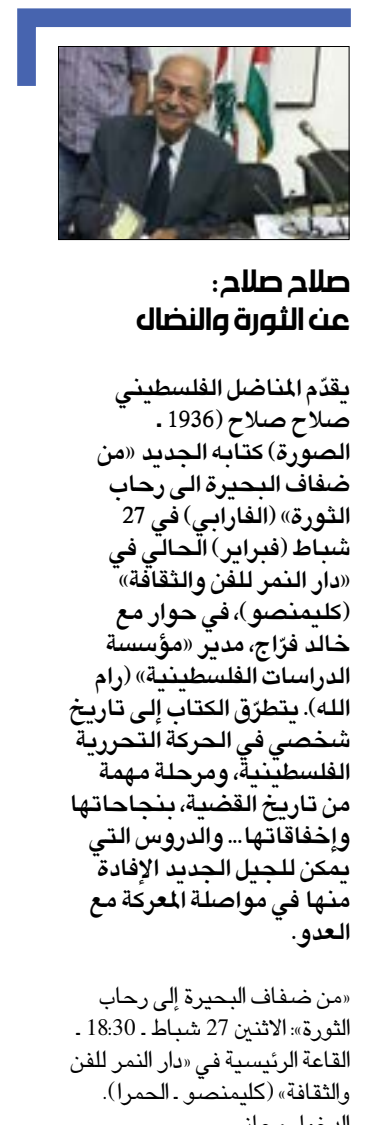 صلاح صلاح:
عن الثورة والنضال
يقدّم المناضل الفلسطيني
صلاح صلاح (1936 ـ
الصورة) كتابه الجديد «من
ضفاف البحيرة الى رحاب
الثورة» (الفارابي) في 27
شباط (فبراير) الحالي في
«دار النمر للفن والثقافة»
(كليمنصو)، في حوار مع
خالد فرّاج، مدير «مؤسسة
الدراسات الفلسطينية» (رام
الله). يتطرّق الكتاب إلى تاريخ
شخصي في الحركة التحررية
الفلسطينية، ومرحلة مهمة
من تاريخ القضية، بنجاحاتها
وإخفاقاتها... والدروس التي
يمكن للجيل الجديد الإفادة
منها في مواصلة المعركة مع
العدو.
«من ضفاف البحيرة إلى رحاب
الثورة»: الاثنين 27 شباط ـ 18:30 ـ
القاعة الرئيسية في «دار النمر للفن
والثقافة» (كليمنصو ـ الحمرا).